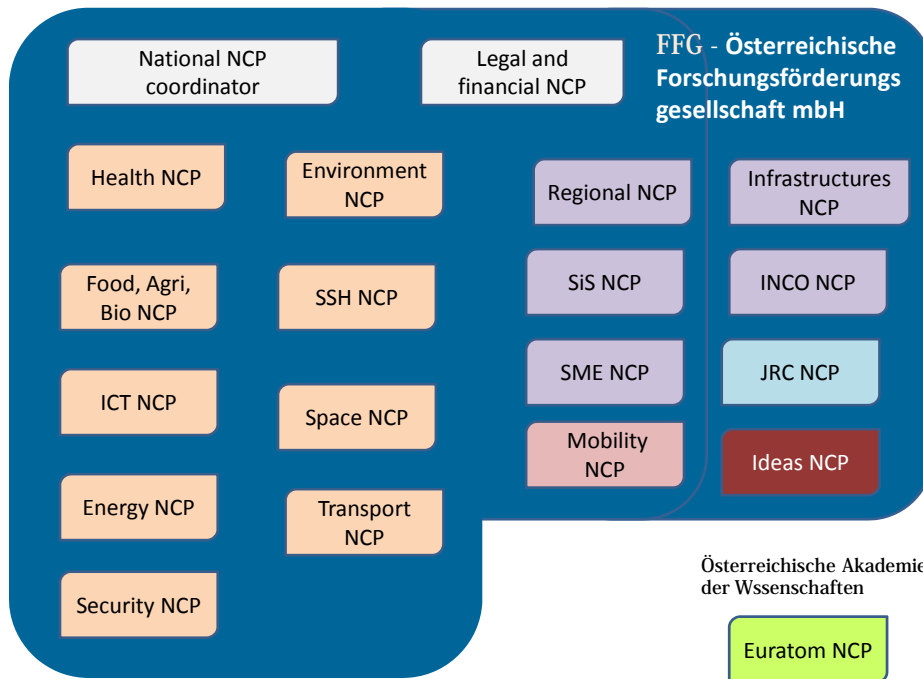 National NCP
coordinator
Legal and
financial NCP
FFG - Österreichische
Forschungsförderungs
gesellschaft mbH
Health NCP
Environment
NCP
Regional NCP
Infrastructures
NCP
Food, Agri,
Bio NCP
SSH NCP
SiS NCP
INCO NCP
ICT NCP
Space NCP
SME NCP
JRC NCP
Mobility
NCP
Ideas NCP
Energy NCP
Transport
NCP
Security NCP
Österreichische Akademie
der Wssenschaften
Euratom NCP